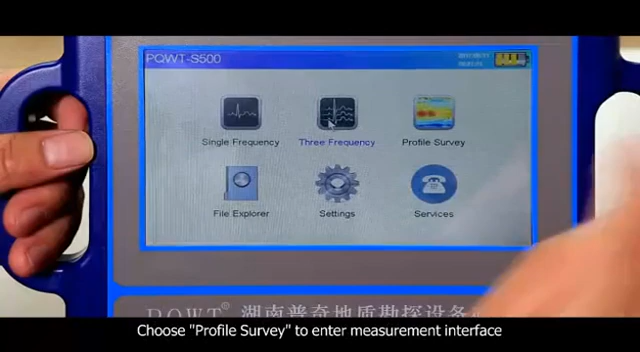 PQWT-S500
Single Frequency
Three Frequency
Profile Survey
File Explorer
Settings
Services
PQWT® 湖南普奇地质勘探设备
Choose "Profile Survey" to enter measurement interface